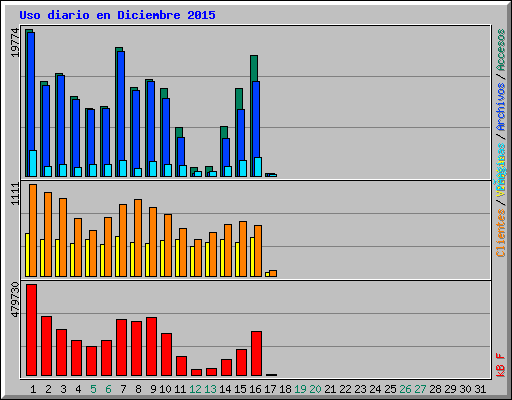 Uso diario en Diciembre 2015
19774
1111
479730
Accesos
/
Archivos
/
/
Clientes
kB F
1 2 3 4 5 6 7 8 9 10 11 12 13 14 15 16 17 18 19 20 21 22 23 24 25 26 27 28 29 30 31